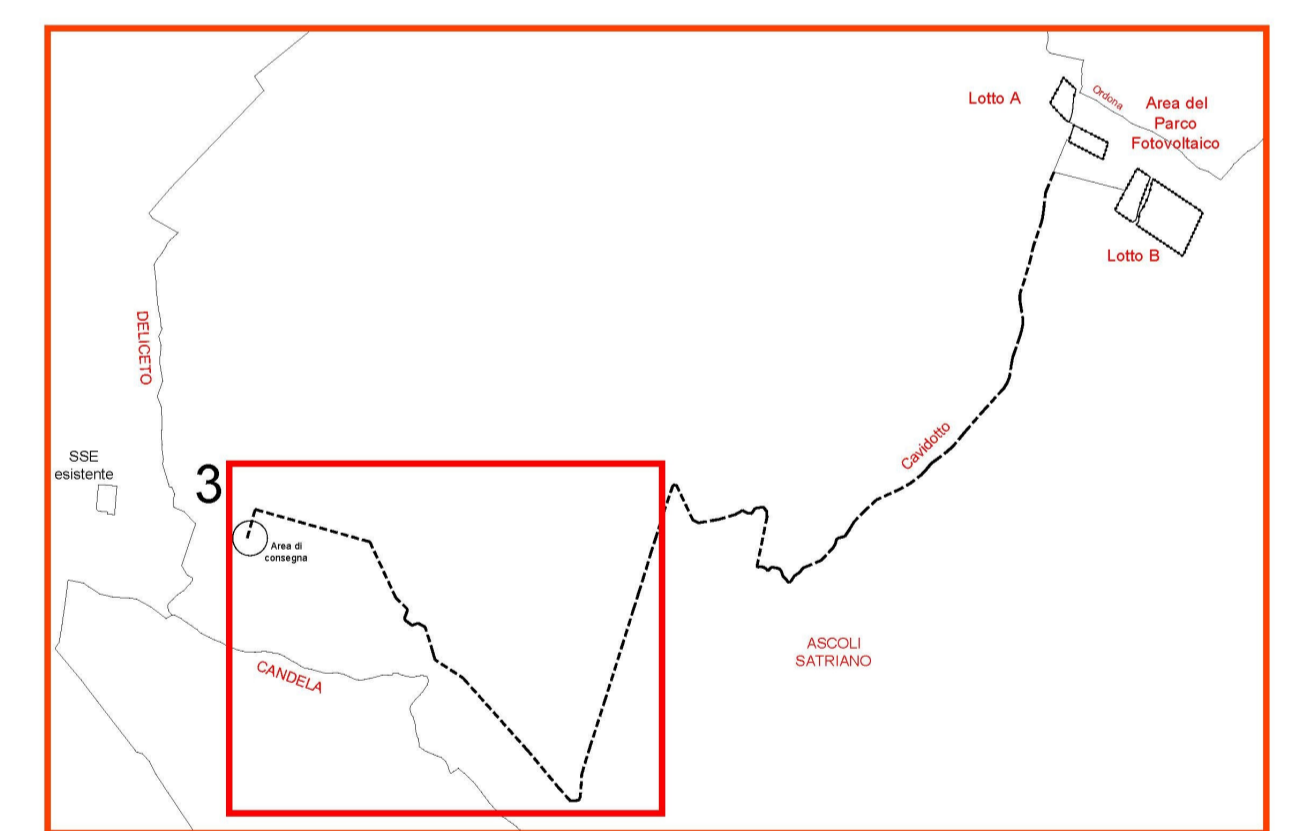 Lotto A
Ordona
Area del
Parco
Fotovoltaico
Lotto B
DELICETO
Cavidotto
SSE
esistente
3
Area di
consegna
ASCOLI
SATRIANO
CANDELA